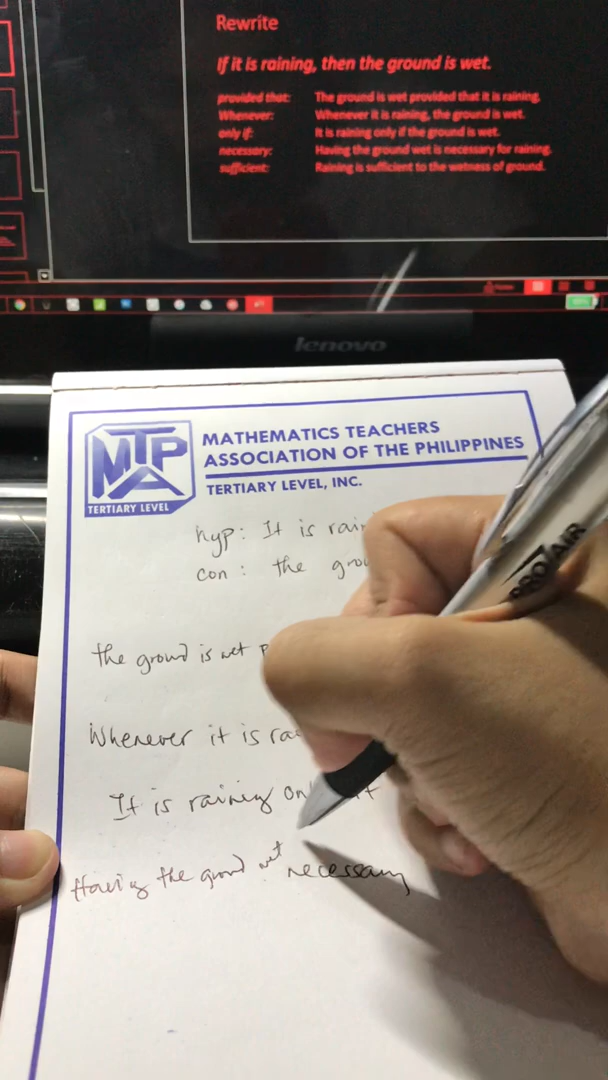 Rewrite
If it is raining, then the ground is wet.
provided that: The ground is wet provided that it is raining.
Whenever: Whenever it is raining, the ground is wet.
only if: It is raining only if the ground is wet.
necessary: Having the ground wet is necessary for raining.
sufficient: Raining is sufficient to the wetness of ground.
lenovo
MTPA
TERTIARY LEVEL
MATHEMATICS TEACHERS
ASSOCIATION OF THE PHILIPPINES
TERTIARY LEVEL, INC.
hyp: It is rain
con: the grou
PRO AIR
the ground is wet p
Whenever it is rai
It is raining on
Having the ground wet necessary